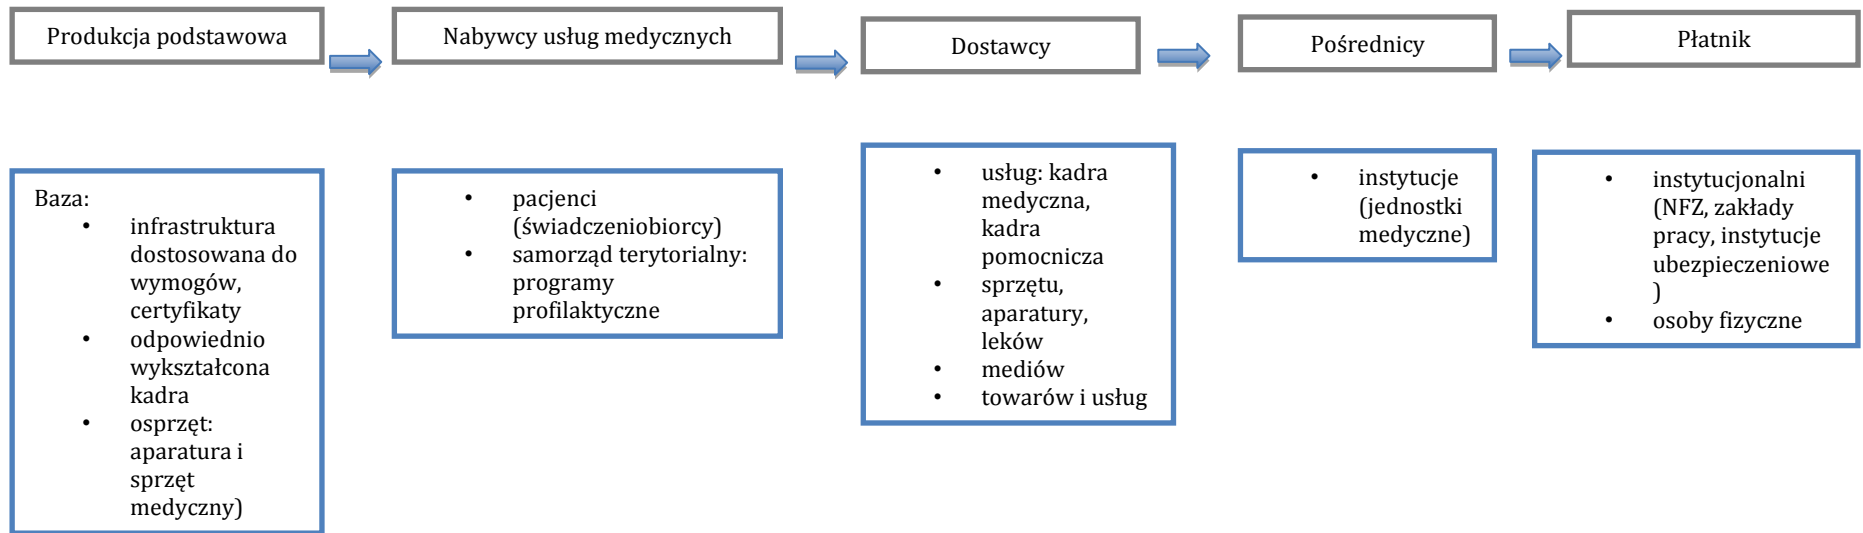 Produkcja podstawowa
Nabywcy usług medycznych
Dostawcy
Pośrednicy
Płatnik
Baza:
• infrastruktura
dostosowana do
wymogów,
certyfikaty
• odpowiednio
wykształcona
kadra
• osprzęt:
aparatura i
sprzęt
medyczny)
• pacjenci
(świadczeniobiorcy)
• samorząd terytorialny:
programy
profilaktyczne
• usług: kadra
medyczna,
kadra
pomocnicza
• sprzętu,
aparatury,
leków
• mediów
• towarów i usług
• instytucje
(jednostki
medyczne)
• instytucjonalni
(NFZ, zakłady
pracy, instytucje
ubezpieczeniowe
)
• osoby fizyczne